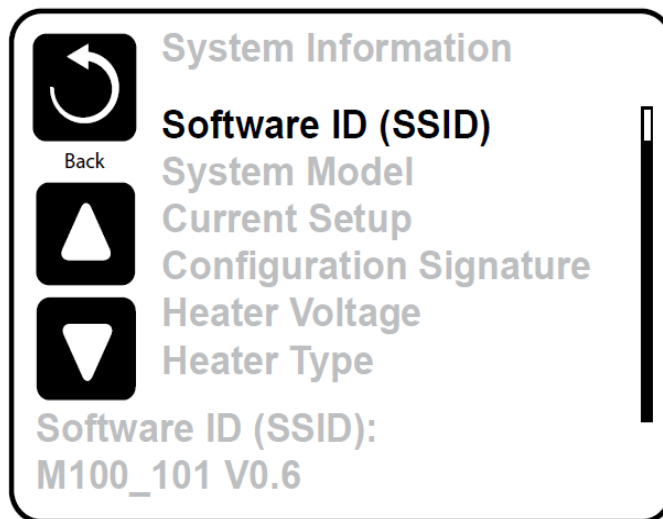 System Information
Software ID (SSID)
Back
System Model
Current Setup
Configuration Signature
Heater Voltage
Heater Type
Software ID (SSID):
M100_101 V0.6